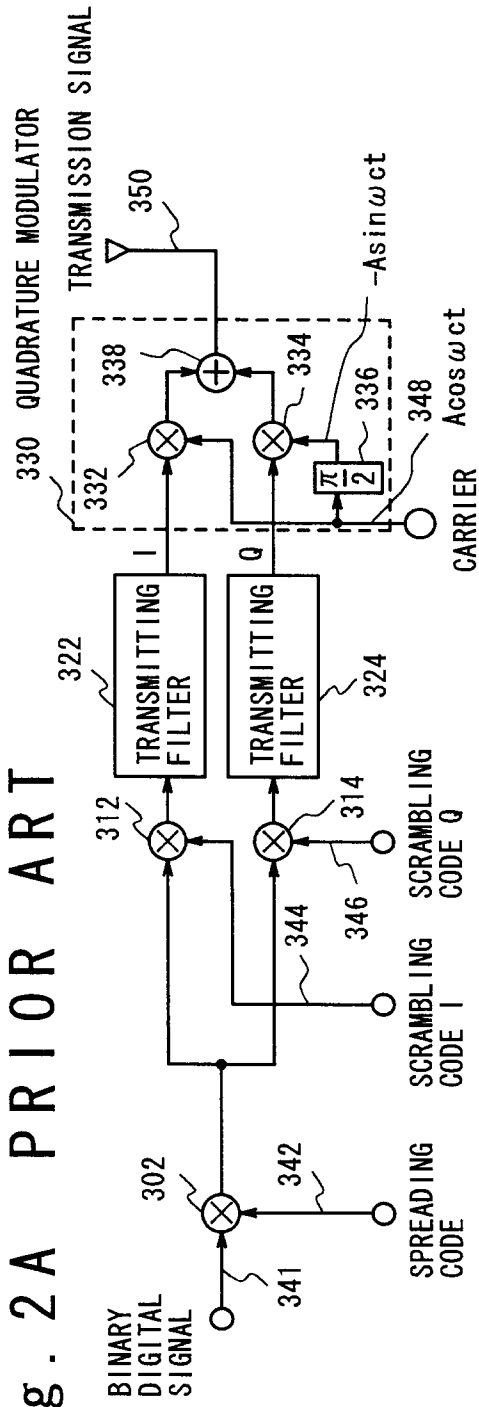 g. 2A PRIOR ART
330 QUADRATURE MODULATOR
TRANSMISSION SIGNAL
350
322
TRANSMITTING
FILTER
I
332
338
312
BINARY
DIGITAL
SIGNAL
302
341
342
SPREADING
CODE
344
SCRAMBLING
CODE I
346
314
SCRAMBLING
CODE Q
TRANSMITTING
FILTER
324
Q
334
π
2
336
-Asinωct
348
Acosωct
CARRIER